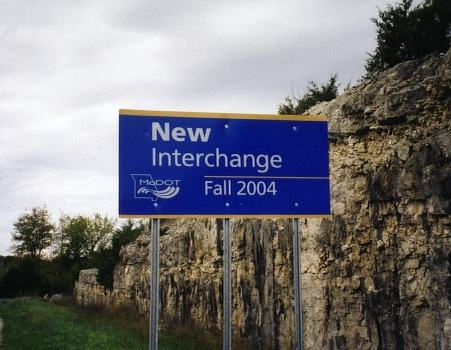 New
Interchange
MoDOT
Fall 2004